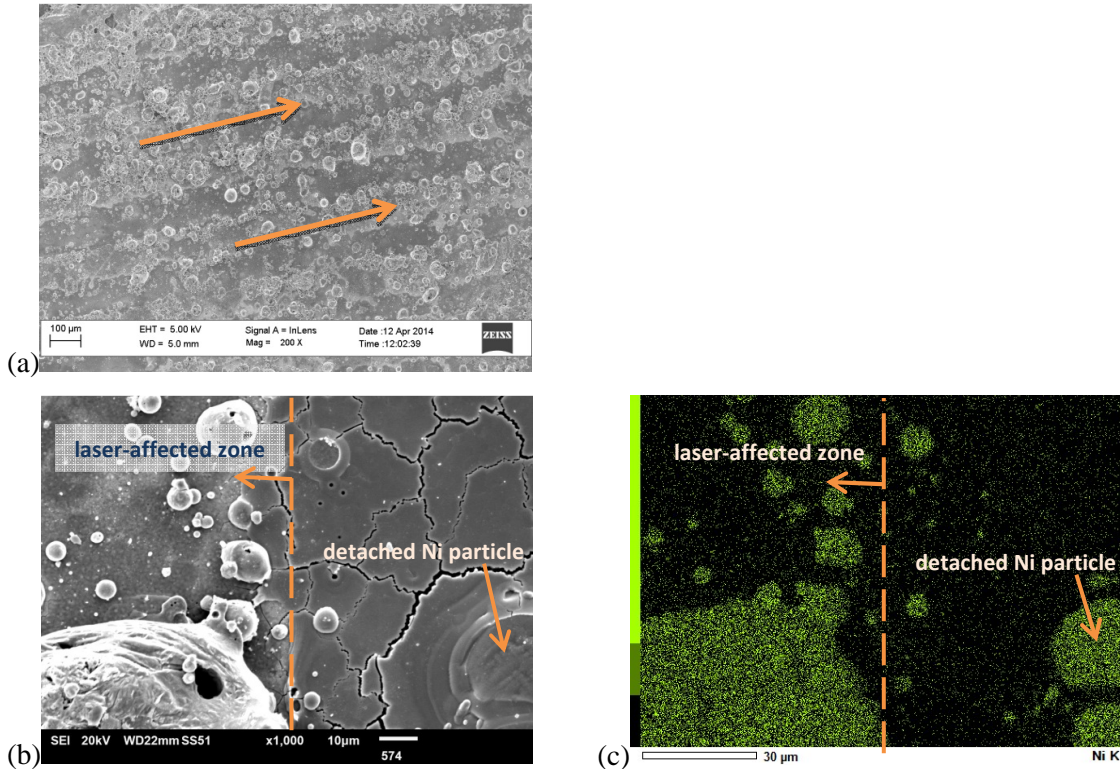 100 µm EHT = 5.00 kV Signal A = InLens Date :12 Apr 2014 ZEISS
WD = 5.0 mm Mag = 200 X Time :12:02:39
(a)
laser-affected zone
detached Ni particle
SEI 20kV WD22mm SS51 x1,000 10µm
574
(b)
laser-affected zone
detached Ni particle
30 µm Ni K
(c)